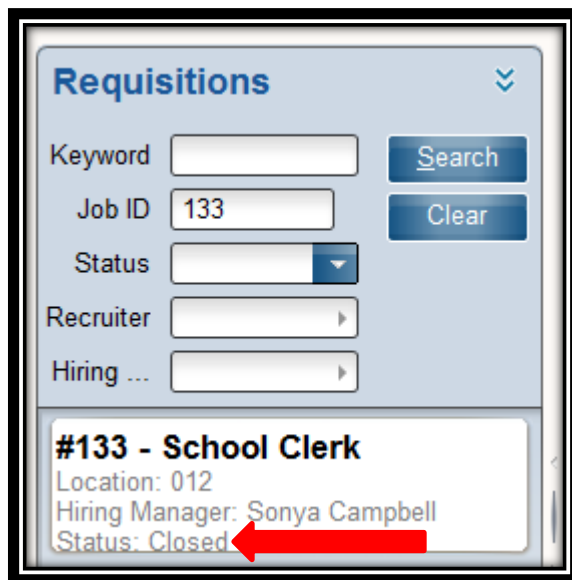 Requisitions
Keyword
Search
Job ID 133
Clear
Status
Recruiter
Hiring ...
#133 - School Clerk
Location: 012
Hiring Manager: Sonya Campbell
Status: Closed